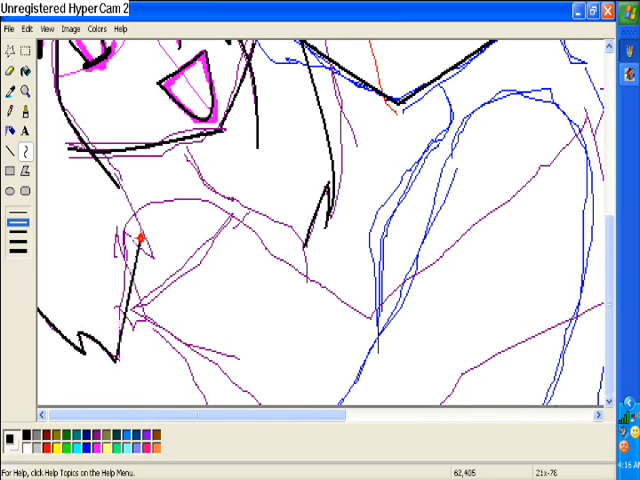 Unregistered HyperCam 2
File Edit View Image Colors Help
A
For Help, click Help Topics on the Help Menu.
62,405
21x-78
4:16 AM